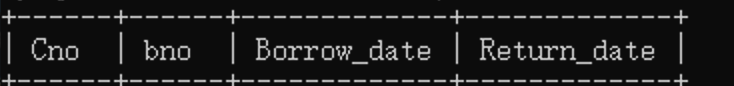 | Cno | bno | Borrow_date | Return_date |